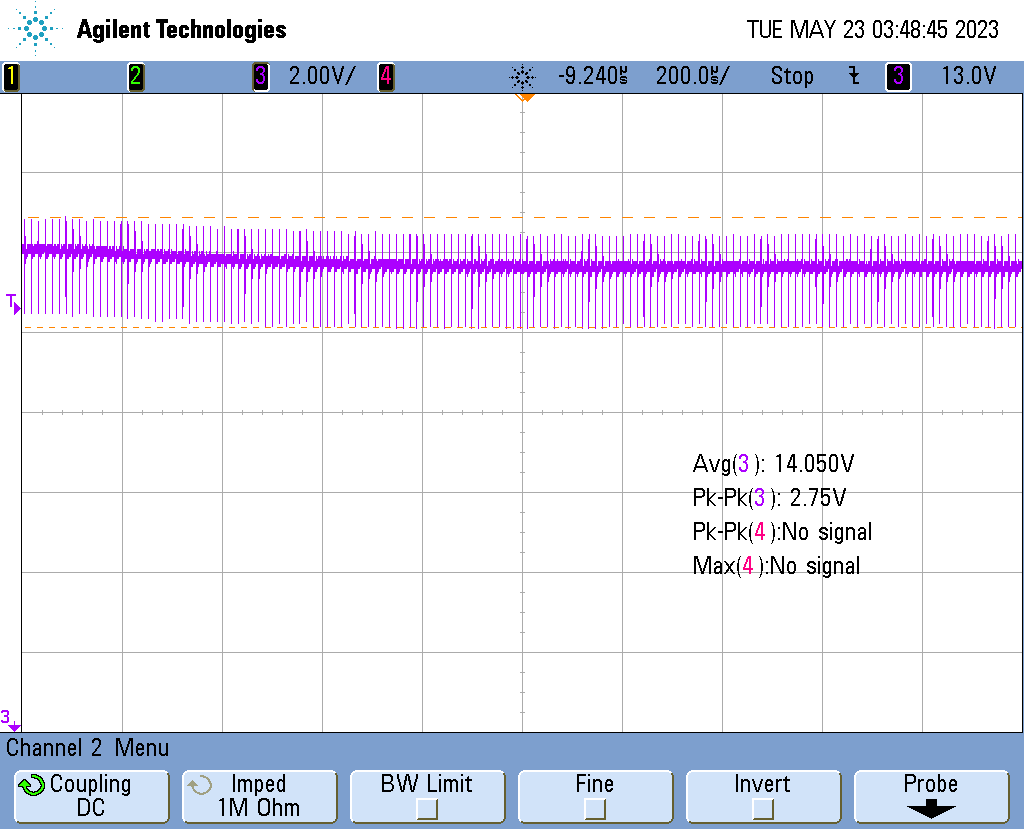 Agilent Technologies
TUE MAY 23 03:48:45 2023
1 2 3 2.00V/ 4 -9.240µs 200.0µs/ Stop 3 13.0V
T
Avg(3): 14.050V
Pk-Pk(3): 2.75V
Pk-Pk(4):No signal
Max(4):No signal
3
Channel 2 Menu
Coupling
DC
Imped
1M Ohm
BW Limit
Fine
Invert
Probe